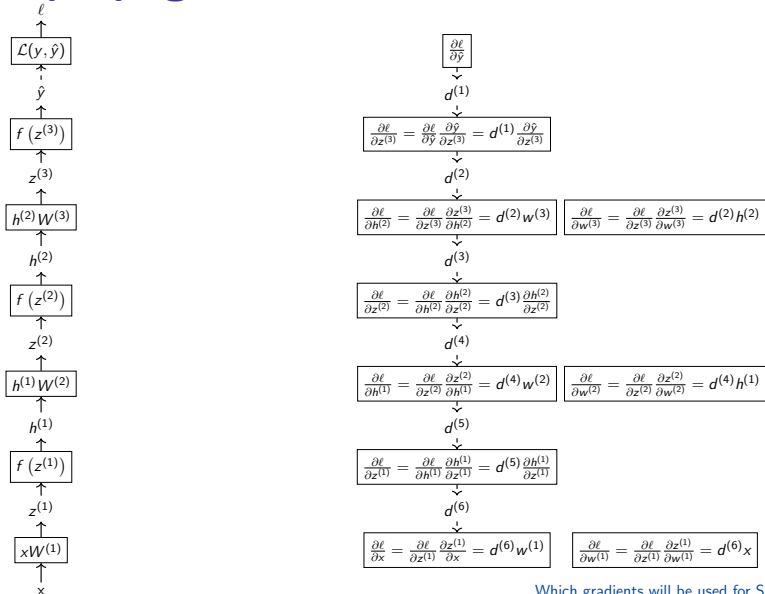 ℓ
ℒ(y, ŷ)
ŷ
f (z^(3))
z^(3)
h^(2)W^(3)
h^(2)
f (z^(2))
z^(2)
h^(1)W^(2)
h^(1)
f (z^(1))
z^(1)
xW^(1)
x
∂ℓ/∂ŷ
d^(1)
∂ℓ/∂z^(3) = ∂ℓ/∂ŷ ∂ŷ/∂z^(3) = d^(1) ∂ŷ/∂z^(3)
d^(2)
∂ℓ/∂h^(2) = ∂ℓ/∂z^(3) ∂z^(3)/∂h^(2) = d^(2)w^(3)
∂ℓ/∂w^(3) = ∂ℓ/∂z^(3) ∂z^(3)/∂w^(3) = d^(2)h^(2)
d^(3)
∂ℓ/∂z^(2) = ∂ℓ/∂h^(2) ∂h^(2)/∂z^(2) = d^(3) ∂h^(2)/∂z^(2)
d^(4)
∂ℓ/∂h^(1) = ∂ℓ/∂z^(2) ∂z^(2)/∂h^(1) = d^(4)w^(2)
∂ℓ/∂w^(2) = ∂ℓ/∂z^(2) ∂z^(2)/∂w^(2) = d^(4)h^(1)
d^(5)
∂ℓ/∂z^(1) = ∂ℓ/∂h^(1) ∂h^(1)/∂z^(1) = d^(5) ∂h^(1)/∂z^(1)
d^(6)
∂ℓ/∂x = ∂ℓ/∂z^(1) ∂z^(1)/∂x = d^(6)w^(1)
∂ℓ/∂w^(1) = ∂ℓ/∂z^(1) ∂z^(1)/∂w^(1) = d^(6)x
Which gradients will be used for S